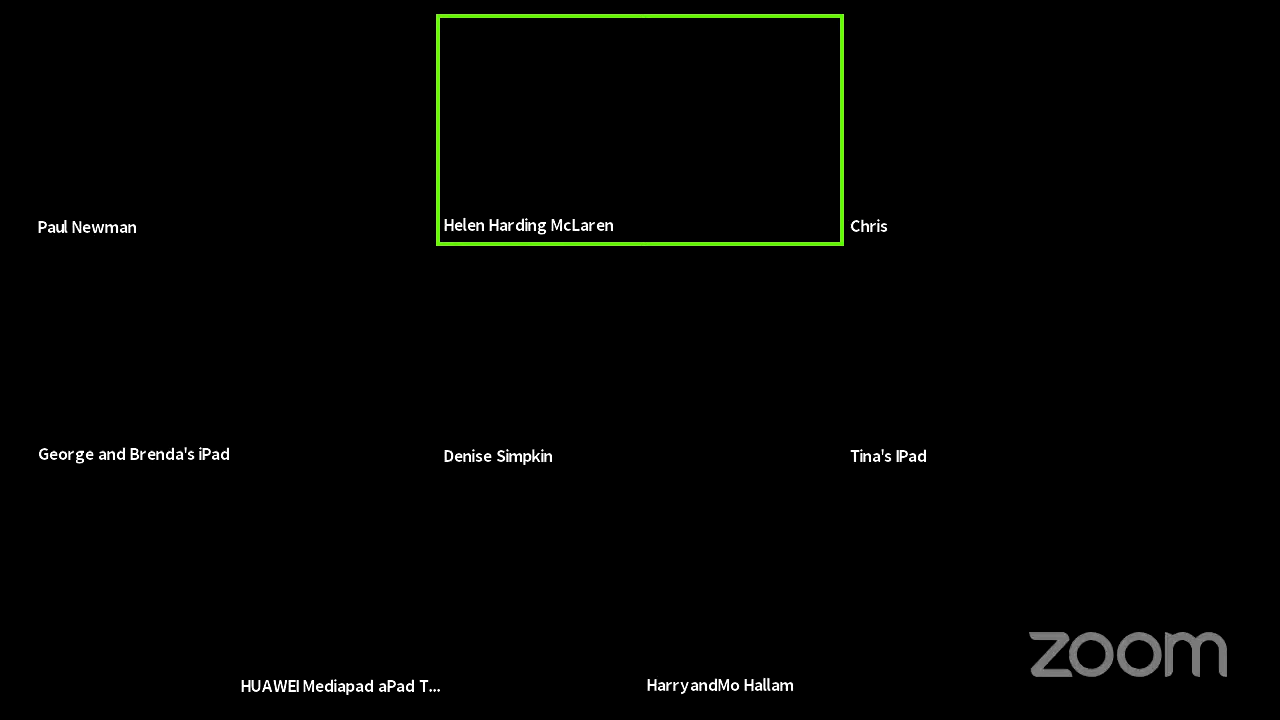 Paul Newman
Helen Harding McLaren
Chris
George and Brenda's iPad
Denise Simpkin
Tina's IPad
HUAWEI Mediapad aPad T...
HarryandMo Hallam
zoom